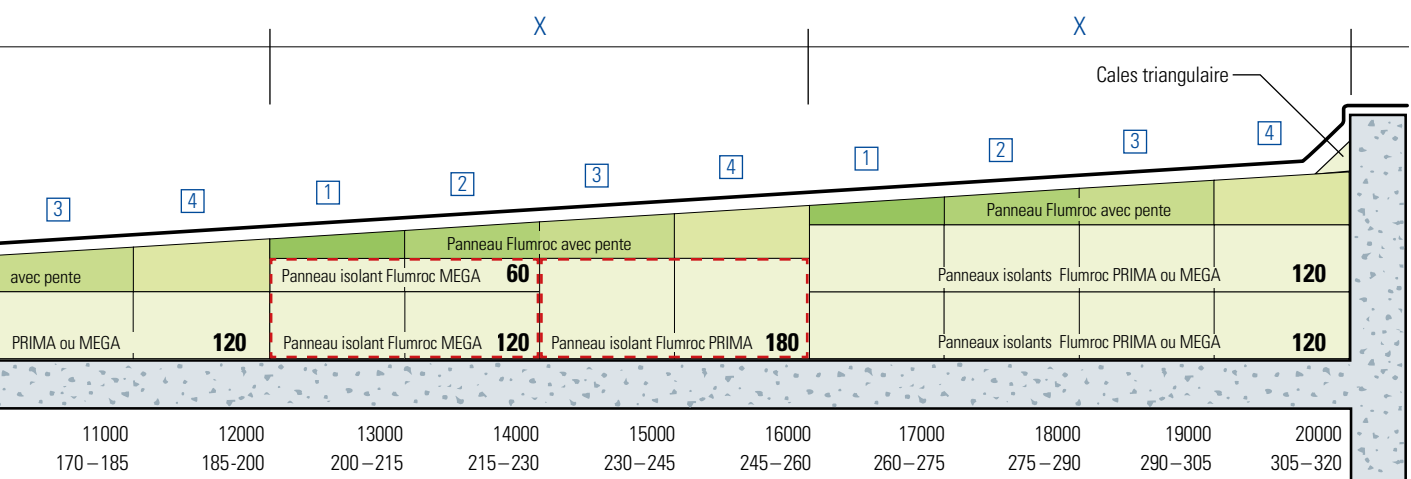 X X
Cales triangulaire
3 4 1 2 3 4 1 2 3 4
Panneau Flumroc avec pente
Panneau Flumroc avec pente
avec pente
Panneau isolant Flumroc MEGA 60
Panneaux isolants Flumroc PRIMA ou MEGA 120
PRIMA ou MEGA 120
Panneau isolant Flumroc MEGA 120
Panneau isolant Flumroc PRIMA 180
Panneaux isolants Flumroc PRIMA ou MEGA 120
11000 12000 13000 14000 15000 16000 17000 18000 19000 20000
170–185 185-200 200–215 215–230 230–245 245–260 260–275 275–290 290–305 305–320